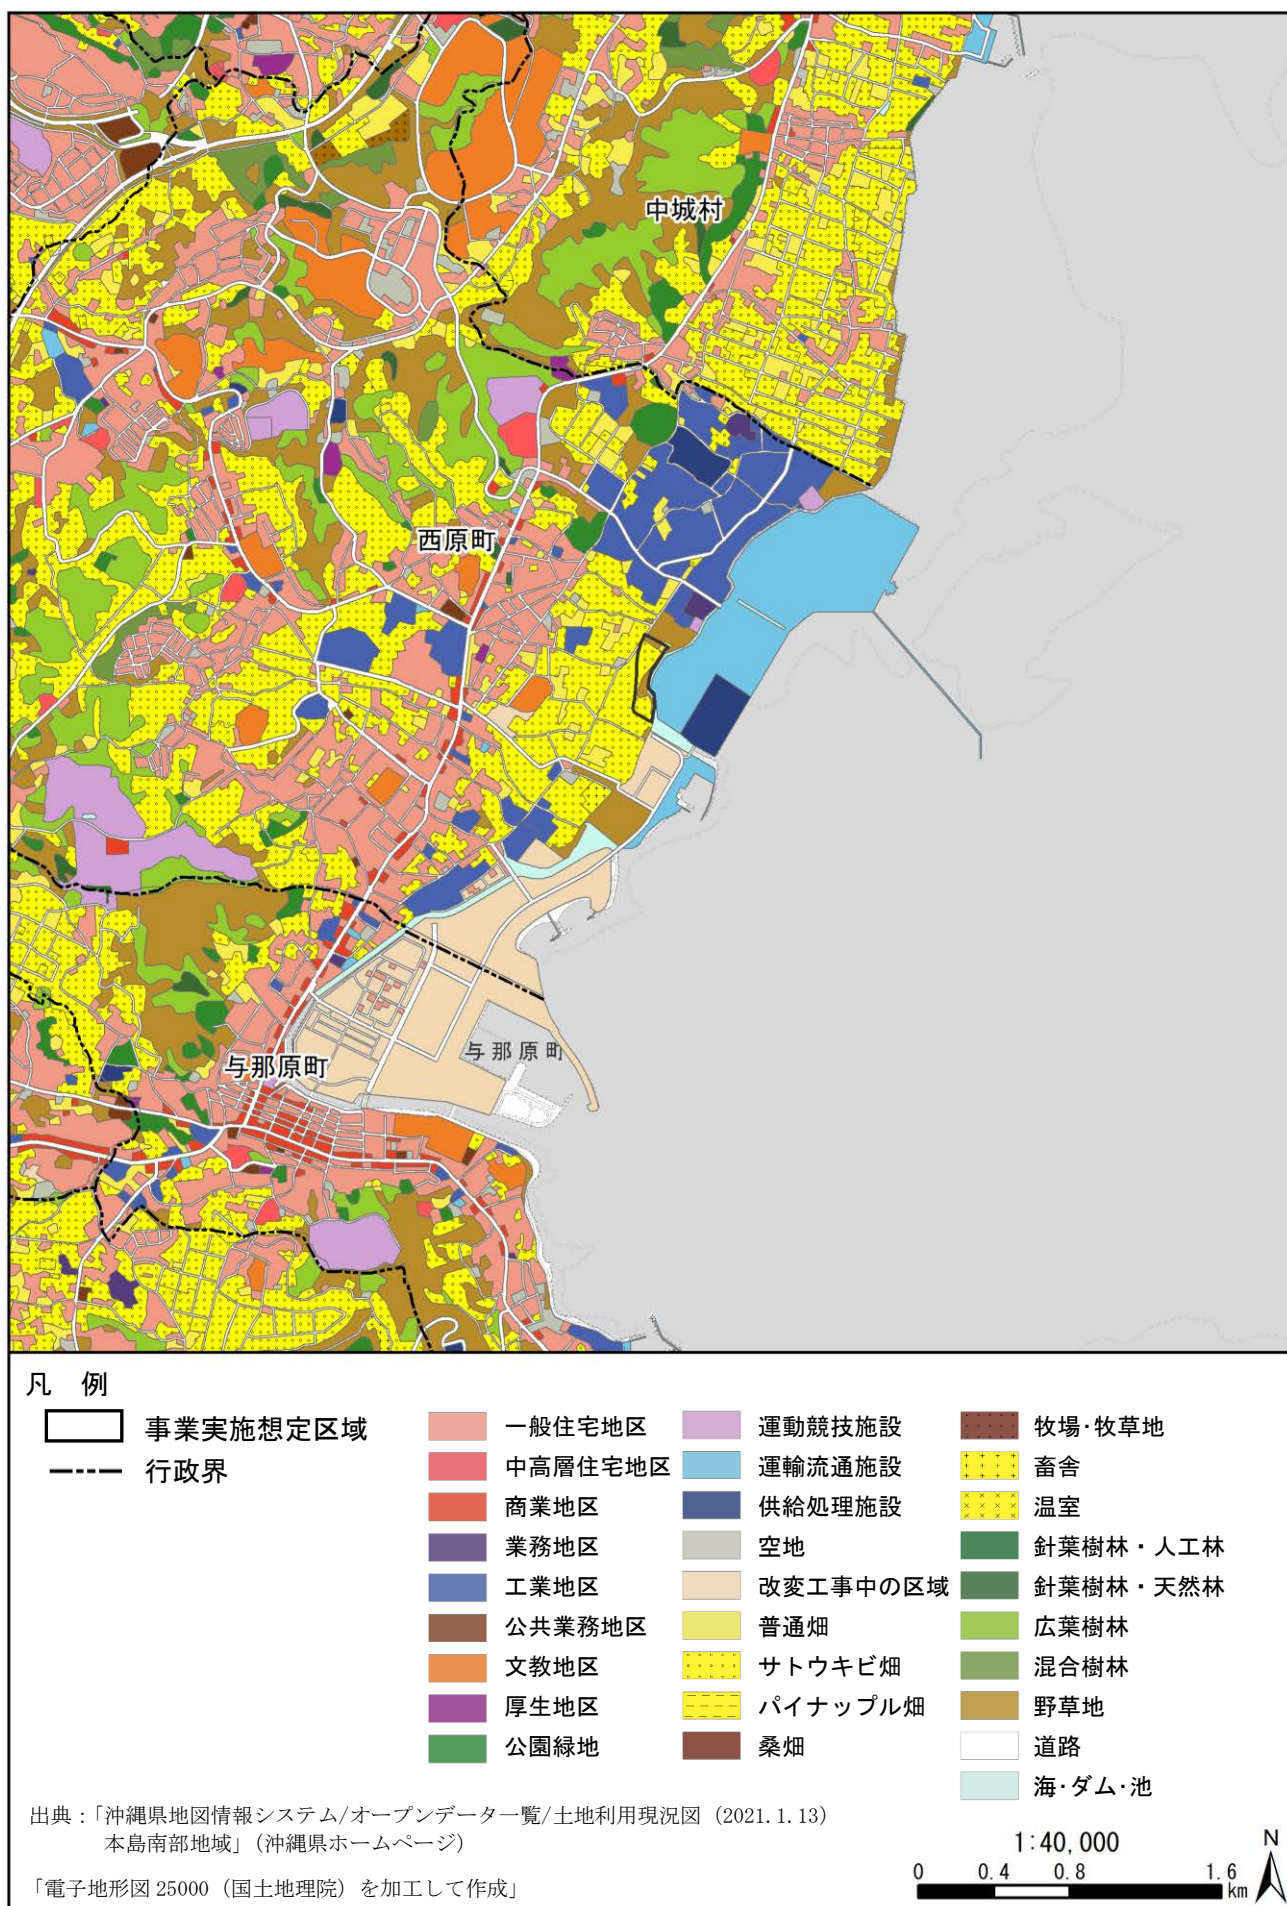 中城村
西原町
与那原町
与那原町
凡 例
事業実施想定区域
行政界
一般住宅地区
中高層住宅地区
商業地区
業務地区
工業地区
公共業務地区
文教地区
厚生地区
公園緑地
運動競技施設
運輸流通施設
供給処理施設
空地
改変工事中の区域
普通畑
サトウキビ畑
パイナップル畑
桑畑
牧場・牧草地
畜舎
温室
針葉樹林・人工林
針葉樹林・天然林
広葉樹林
混合樹林
野草地
道路
海・ダム・池
出典：「沖縄県地図情報システム/オープンデータ一覧/土地利用現況図（2021.1.13）
本島南部地域」（沖縄県ホームページ）
「電子地形図 25000（国土地理院）を加工して作成」
1:40,000
0 0.4 0.8 1.6
km
N